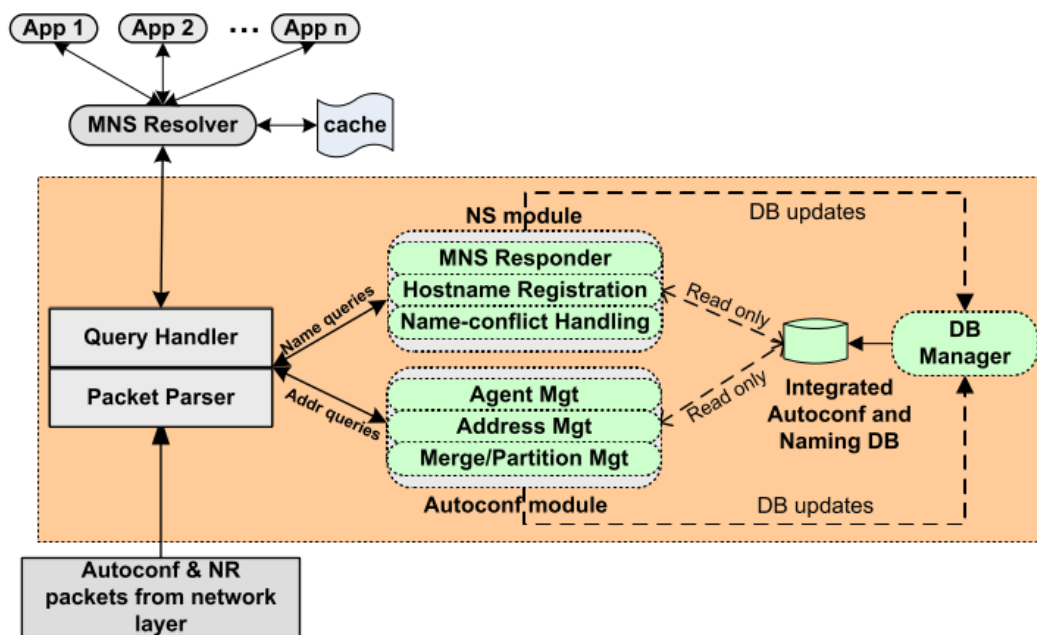 App 1
App 2
...
App n
MNS Resolver
cache
NS module
DB updates
MNS Responder
Hostname Registration
Name-conflict Handling
Name queries
Read only
Query Handler
Packet Parser
DB
Manager
Addr queries
Read only
Integrated
Autoconf and
Naming DB
Agent Mgt
Address Mgt
Merge/Partition Mgt
Autoconf module
DB updates
Autoconf & NR
packets from network
layer